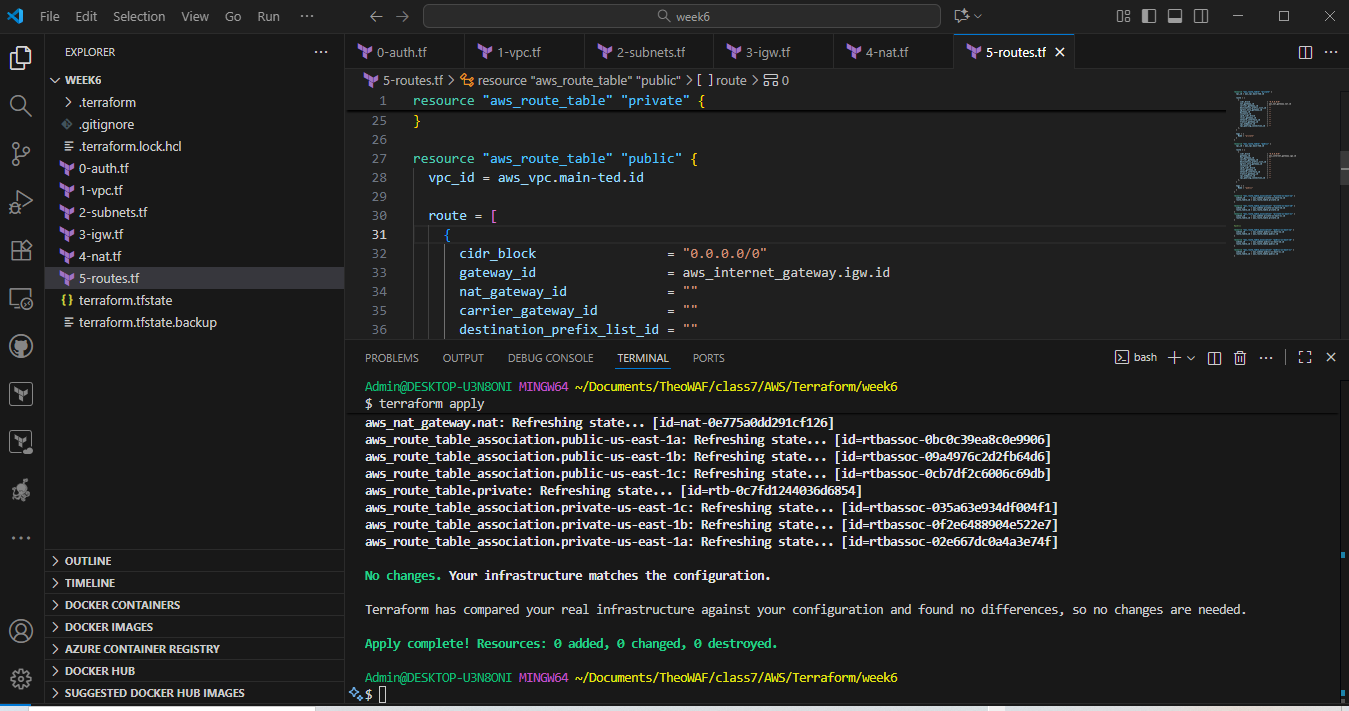 File Edit Selection View Go Run ··· week6
EXPLORER ···
WEEK6
.terraform
.gitignore
.terraform.lock.hcl
0-auth.tf
1-vpc.tf
2-subnets.tf
3-igw.tf
4-nat.tf
5-routes.tf
{} terraform.tfstate
terraform.tfstate.backup
OUTLINE
TIMELINE
DOCKER CONTAINERS
DOCKER IMAGES
AZURE CONTAINER REGISTRY
DOCKER HUB
SUGGESTED DOCKER HUB IMAGES
0-auth.tf 1-vpc.tf 2-subnets.tf 3-igw.tf 4-nat.tf 5-routes.tf
5-routes.tf > resource "aws_route_table" "public" > [ ] route > 0
1 resource "aws_route_table" "private" {
25 }
26
27 resource "aws_route_table" "public" {
28 vpc_id = aws_vpc.main-ted.id
29
30 route = [
31 {
32 cidr_block = "0.0.0.0/0"
33 gateway_id = aws_internet_gateway.igw.id
34 nat_gateway_id = ""
35 carrier_gateway_id = ""
36 destination_prefix_list_id = ""
PROBLEMS OUTPUT DEBUG CONSOLE TERMINAL PORTS bash
Admin@DESKTOP-U3N8ONI MINGW64 ~/Documents/TheoWAF/class7/AWS/Terraform/week6
$ terraform apply
aws_nat_gateway.nat: Refreshing state... [id=nat-0e775a0dd291cf126]
aws_route_table_association.public-us-east-1a: Refreshing state... [id=rtbassoc-0bc0c39ea8c0e9906]
aws_route_table_association.public-us-east-1b: Refreshing state... [id=rtbassoc-09a4976c2d2fb64d6]
aws_route_table_association.public-us-east-1c: Refreshing state... [id=rtbassoc-0cb7df2c6006c69db]
aws_route_table.private: Refreshing state... [id=rtb-0c7fd1244036d6854]
aws_route_table_association.private-us-east-1c: Refreshing state... [id=rtbassoc-035a63e934df004f1]
aws_route_table_association.private-us-east-1b: Refreshing state... [id=rtbassoc-0f2e6488904e522e7]
aws_route_table_association.private-us-east-1a: Refreshing state... [id=rtbassoc-02e667dc0a4a3e74f]
No changes. Your infrastructure matches the configuration.
Terraform has compared your real infrastructure against your configuration and found no differences, so no changes are needed.
Apply complete! Resources: 0 added, 0 changed, 0 destroyed.
Admin@DESKTOP-U3N8ONI MINGW64 ~/Documents/TheoWAF/class7/AWS/Terraform/week6
$